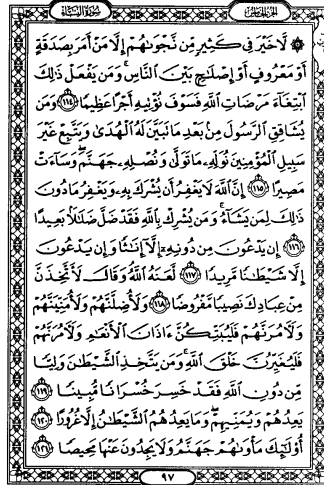 الجزء الخامس
سورة النساء
۞ لَّا خَيْرَ فِي كَثِيرٍ مِّن نَّجْوَىٰهُمْ إِلَّا مَنْ أَمَرَ بِصَدَقَةٍ
أَوْ مَعْرُوفٍ أَوْ إِصْلَٰحٍۭ بَيْنَ ٱلنَّاسِۚ وَمَن يَفْعَلْ ذَٰلِكَ
ٱبْتِغَآءَ مَرْضَاتِ ٱللَّهِ فَسَوْفَ نُؤْتِيهِ أَجْرًا عَظِيمًا ١١٤ وَمَن
يُشَاقِقِ ٱلرَّسُولَ مِنۢ بَعْدِ مَا تَبَيَّنَ لَهُ ٱلْهُدَىٰ وَيَتَّبِعْ غَيْرَ
سَبِيلِ ٱلْمُؤْمِنِينَ نُوَلِّهِۦ مَا تَوَلَّىٰ وَنُصْلِهِۦ جَهَنَّمَۖ وَسَآءَتْ
مَصِيرًا ١١٥ إِنَّ ٱللَّهَ لَا يَغْفِرُ أَن يُشْرَكَ بِهِۦ وَيَغْفِرُ مَا دُونَ
ذَٰلِكَ لِمَن يَشَآءُۚ وَمَن يُشْرِكْ بِٱللَّهِ فَقَدْ ضَلَّ ضَلَٰلًۢا بَعِيدًا
١١٦ إِن يَدْعُونَ مِن دُونِهِۦٓ إِلَّآ إِنَٰثًا وَإِن يَدْعُونَ
إِلَّا شَيْطَٰنًا مَّرِيدًا ١١٧ لَّعَنَهُ ٱللَّهُۘ وَقَالَ لَأَتَّخِذَنَّ
مِنْ عِبَادِكَ نَصِيبًا مَّفْرُوضًا ١١٨ وَلَأُضِلَّنَّهُمْ وَلَأُمَنِّيَنَّهُمْ
وَلَأٓمُرَنَّهُمْ فَلَيُبَتِّكُنَّ ءَاذَانَ ٱلْأَنْعَٰمِ وَلَأٓمُرَنَّهُمْ
فَلَيُغَيِّرُنَّ خَلْقَ ٱللَّهِۚ وَمَن يَتَّخِذِ ٱلشَّيْطَٰنَ وَلِيًّا
مِّن دُونِ ٱللَّهِ فَقَدْ خَسِرَ خُسْرَانًا مُّبِينًا ١١٩
يَعِدُهُمْ وَيُمَنِّيهِمْۖ وَمَا يَعِدُهُمُ ٱلشَّيْطَٰنُ إِلَّا غُرُورًا ١٢٠
أُو۟لَٰٓئِكَ مَأْوَىٰهُمْ جَهَنَّمُ وَلَا يَجِدُونَ عَنْهَا مَحِيصًا ١٢١
٩٧